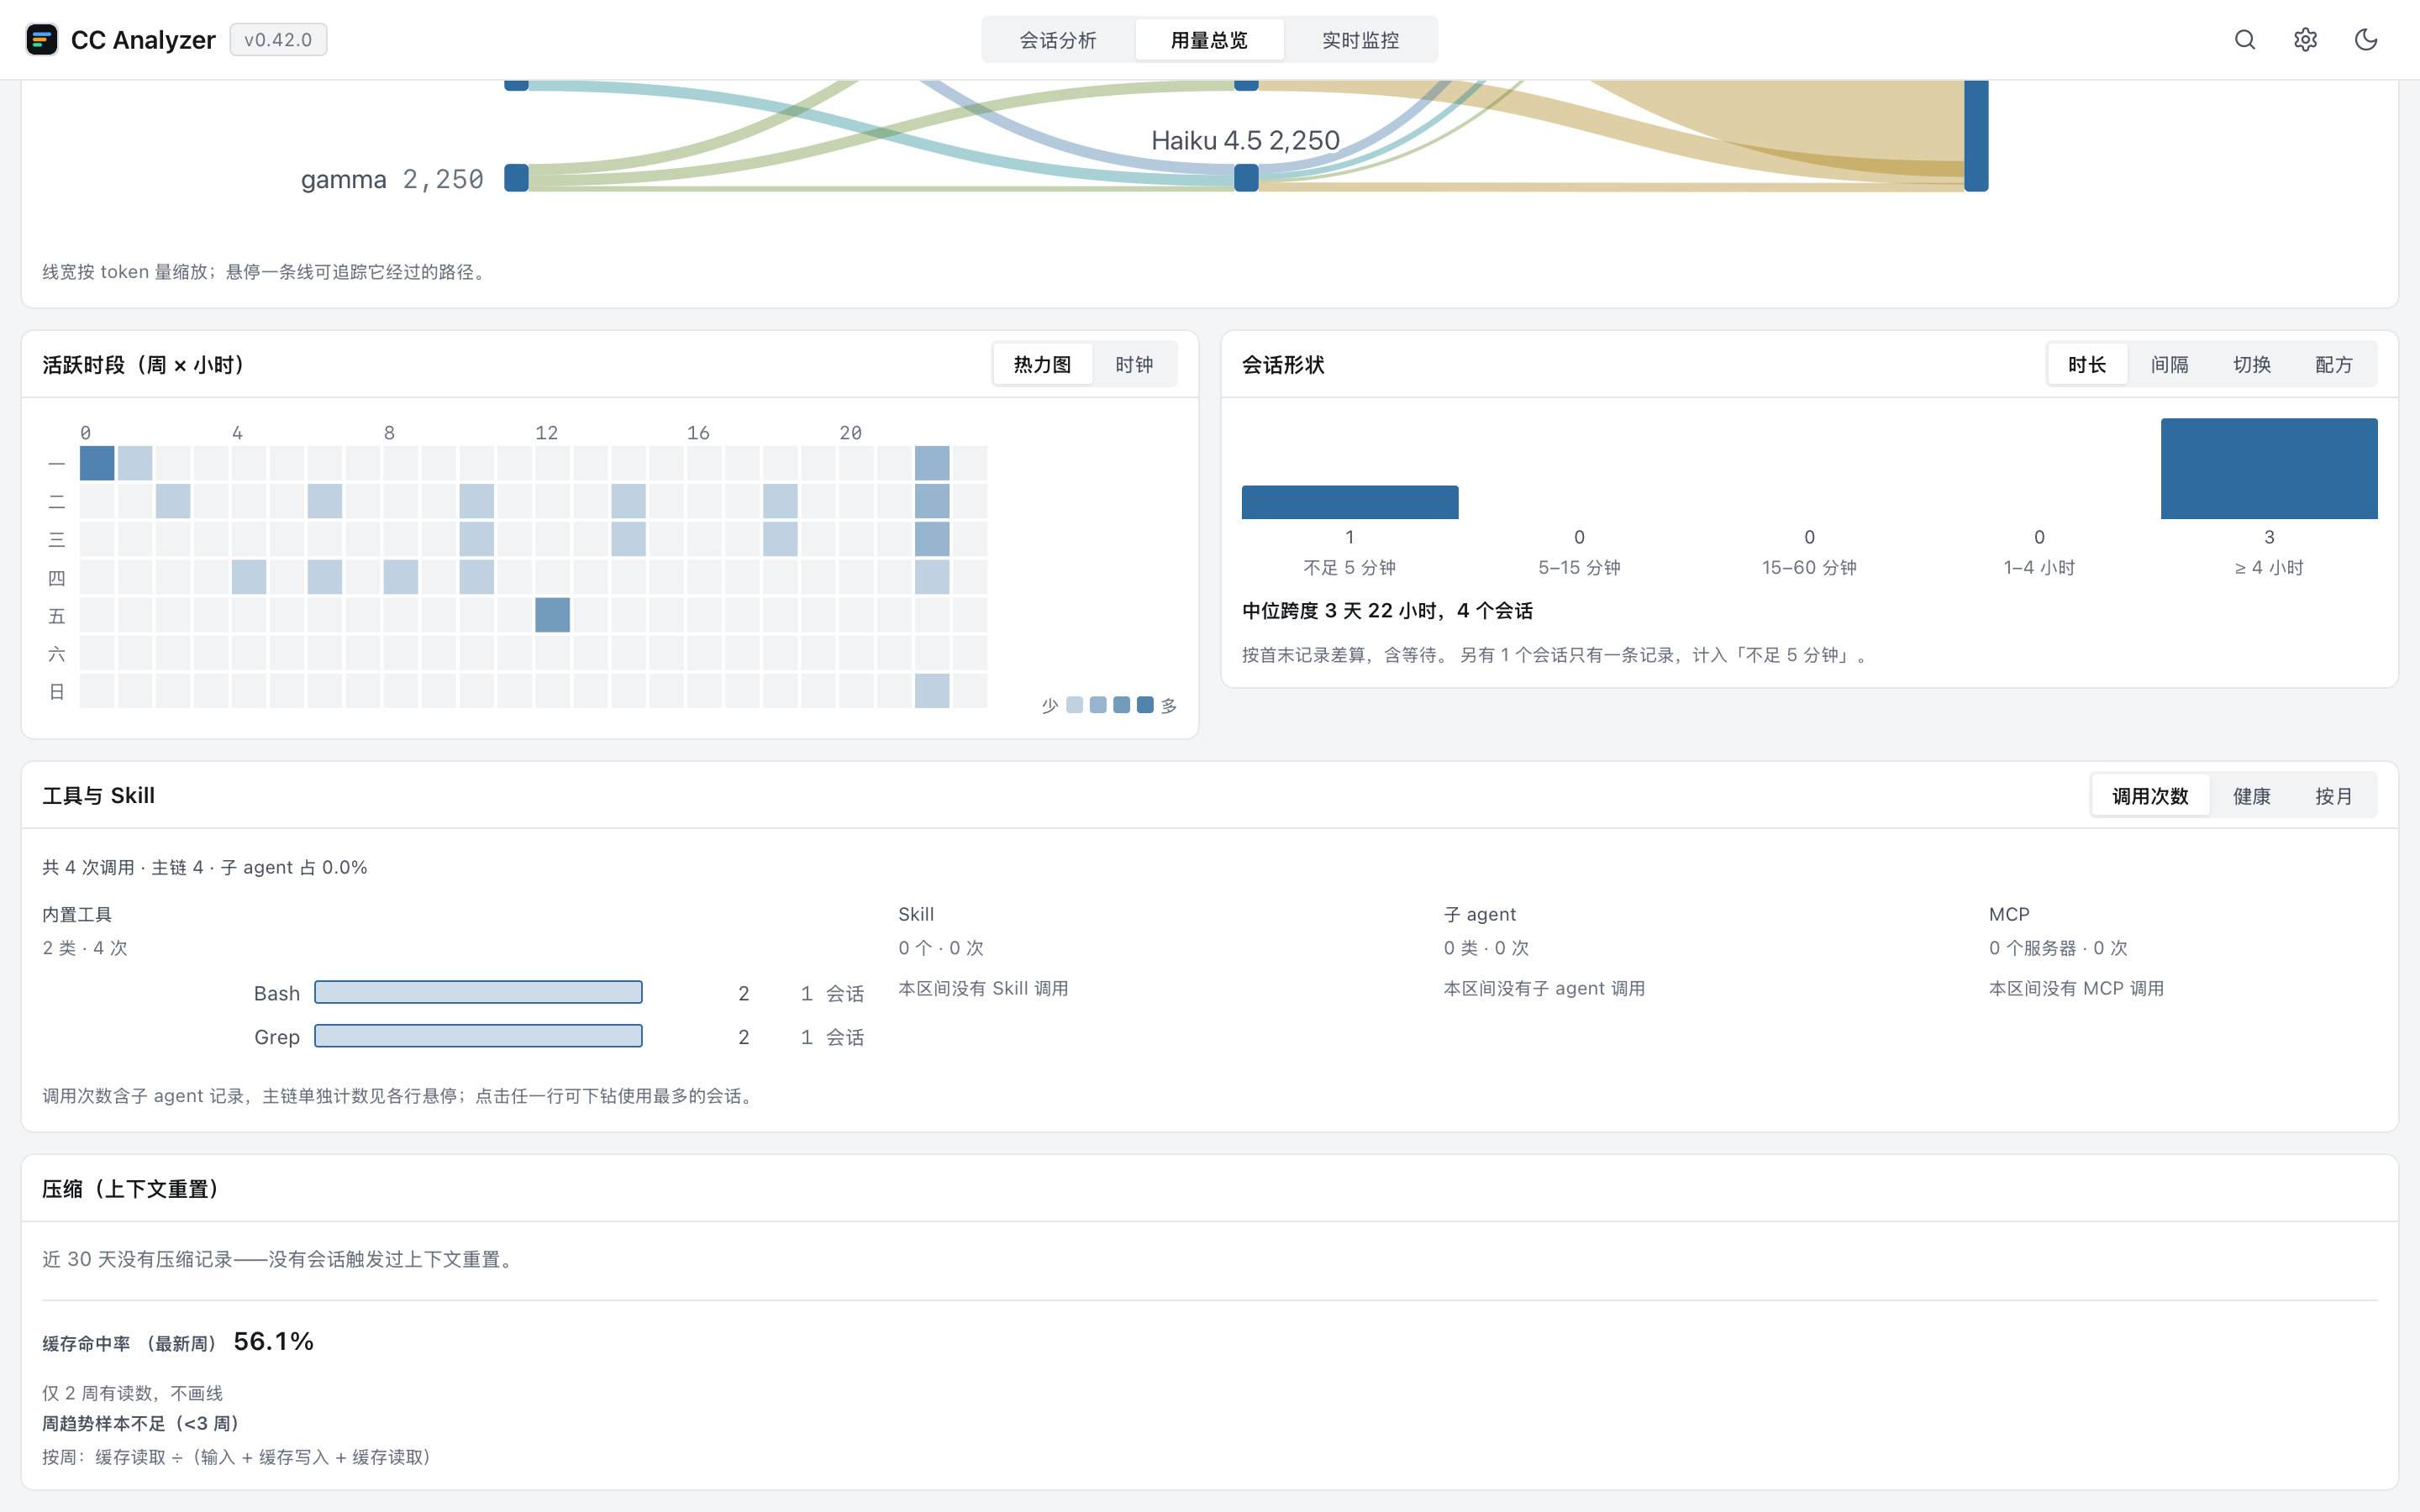 CC Analyzer v0.42.0
会话分析 用量总览 实时监控
Haiku 4.5 2,250
gamma 2,250
线宽按 token 量缩放；悬停一条线可追踪它经过的路径。
活跃时段（周 × 小时）
热力图 时钟
0 4 8 12 16 20
一
二
三
四
五
六
日
少 多
会话形状
时长 间隔 切换 配方
1 0 0 0 3
不足 5 分钟 5–15 分钟 15–60 分钟 1–4 小时 ≥ 4 小时
中位跨度 3 天 22 小时，4 个会话
按首末记录差算，含等待。 另有 1 个会话只有一条记录，计入「不足 5 分钟」。
工具与 Skill
调用次数 健康 按月
共 4 次调用 · 主链 4 · 子 agent 占 0.0%
内置工具
2 类 · 4 次
Bash 2 1 会话
Grep 2 1 会话
Skill
0 个 · 0 次
本区间没有 Skill 调用
子 agent
0 类 · 0 次
本区间没有子 agent 调用
MCP
0 个服务器 · 0 次
本区间没有 MCP 调用
调用次数含子 agent 记录，主链单独计数见各行悬停；点击任一行可下钻使用最多的会话。
压缩（上下文重置）
近 30 天没有压缩记录——没有会话触发过上下文重置。
缓存命中率 （最新周） 56.1%
仅 2 周有读数，不画线
周趋势样本不足（<3 周）
按周：缓存读取 ÷（输入 + 缓存写入 + 缓存读取）